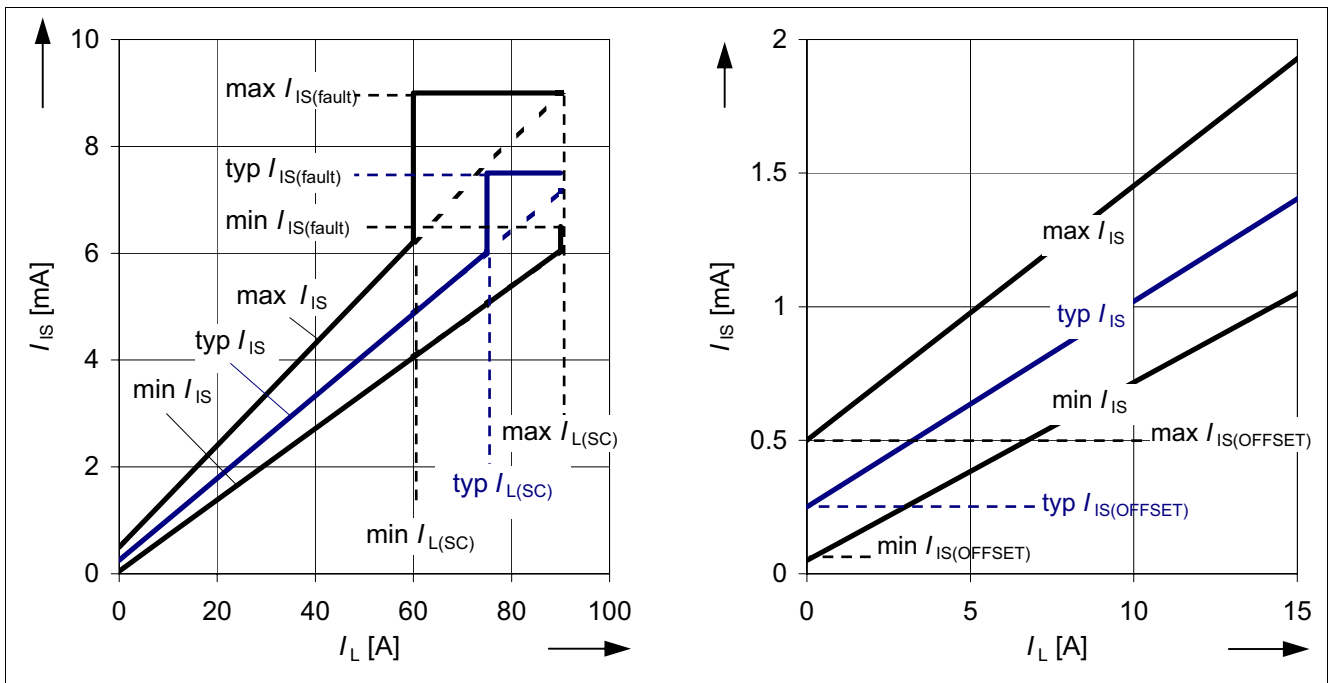 10
8
6
4
2
0
I IS [mA]
max I IS(fault)
typ I IS(fault)
min I IS(fault)
max I IS
typ I IS
min I IS
max I L(SC)
typ I L(SC)
min I L(SC)
0 20 40 60 80 100
I L [A]
2
1.5
1
0.5
0
I IS [mA]
max I IS
typ I IS
min I IS
max I IS(OFFSET)
typ I IS(OFFSET)
min I IS(OFFSET)
0 5 10 15
I L [A]